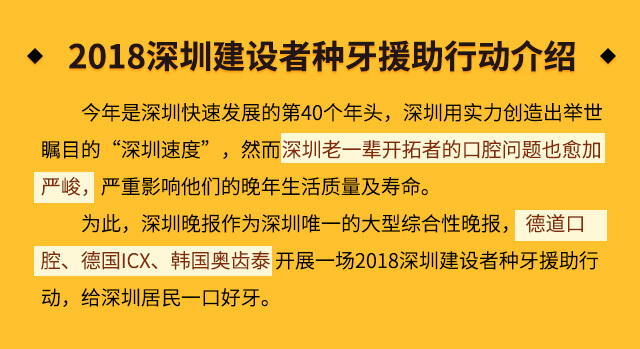 2018深圳建设者种牙援助行动介绍
今年是深圳快速发展的第40个年头，深圳用实力创造出举世
瞩目的“深圳速度”，然而深圳老一辈开拓者的口腔问题也愈加
严峻，严重影响他们的晚年生活质量及寿命。
为此，深圳晚报作为深圳唯一的大型综合性晚报，德道口
腔、德国ICX、韩国奥齿泰开展一场2018深圳建设者种牙援助行
动，给深圳居民一口好牙。